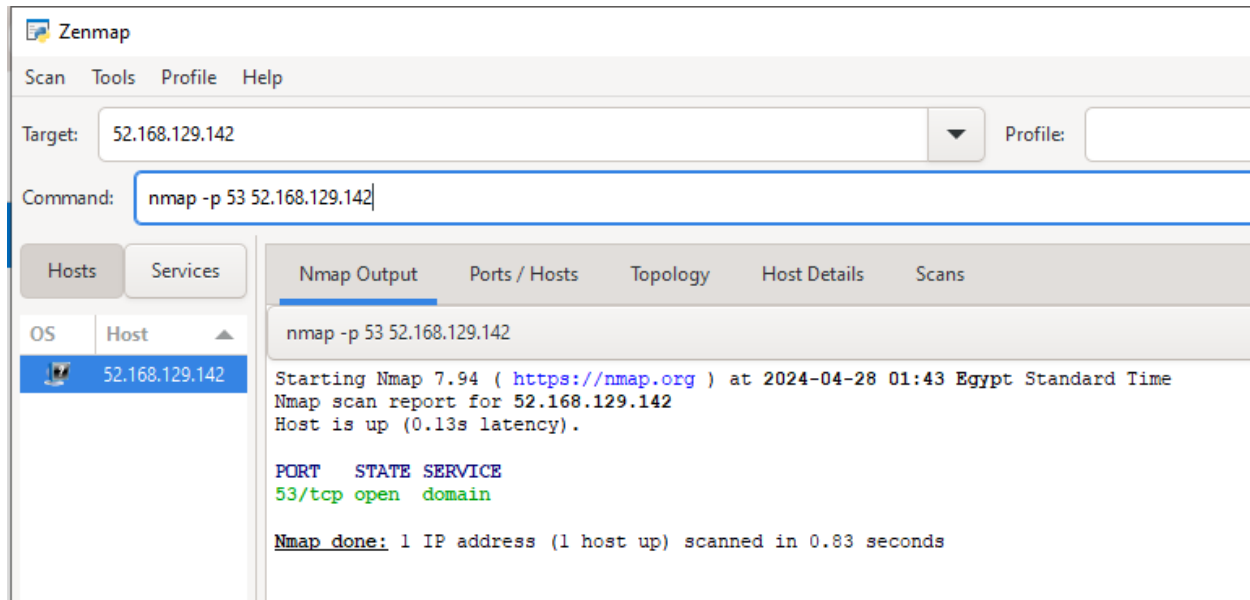 Zenmap
Scan Tools Profile Help
Target: 52.168.129.142 Profile:
Command: nmap -p 53 52.168.129.142
Hosts Services
Nmap Output Ports / Hosts Topology Host Details Scans
OS Host
52.168.129.142
nmap -p 53 52.168.129.142
Starting Nmap 7.94 ( https://nmap.org ) at 2024-04-28 01:43 Egypt Standard Time
Nmap scan report for 52.168.129.142
Host is up (0.13s latency).
PORT STATE SERVICE
53/tcp open domain
Nmap done: 1 IP address (1 host up) scanned in 0.83 seconds